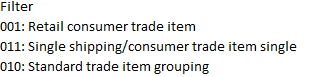 Filter
001: Retail consumer trade item
011: Single shipping/consumer trade item single
010: Standard trade item grouping